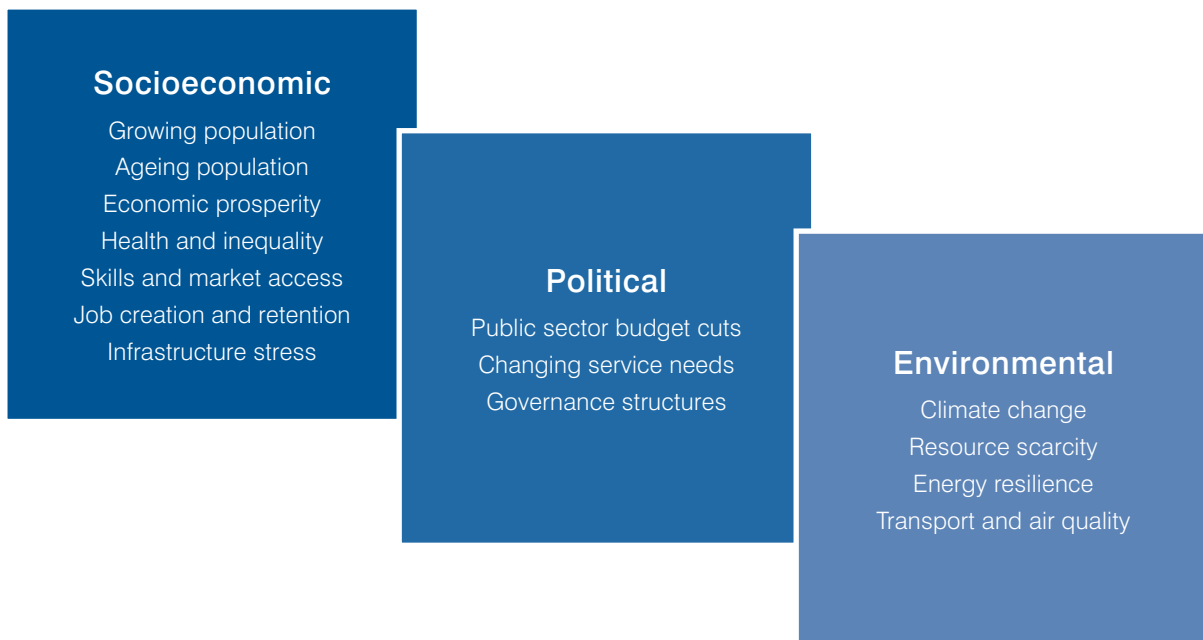 Socioeconomic
Growing population
Ageing population
Economic prosperity
Health and inequality
Skills and market access
Job creation and retention
Infrastructure stress
Political
Public sector budget cuts
Changing service needs
Governance structures
Environmental
Climate change
Resource scarcity
Energy resilience
Transport and air quality